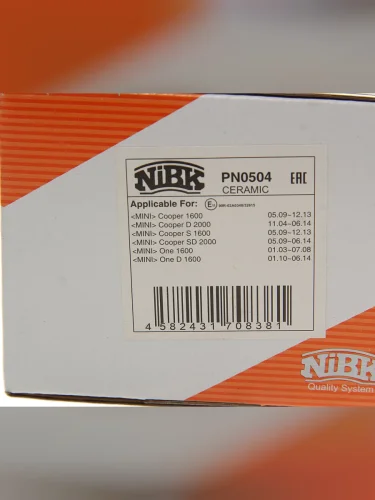 NiBK PN0504 EAC
CERAMIC
Applicable For: E
<MINI> Cooper 1600 05.09-12.13
<MINI> Cooper D 2000 11.04-06.14
<MINI> Cooper S 1600 05.09-12.13
<MINI> Cooper SD 2000 05.09-06.14
<MINI> One 1600 01.03-07.08
<MINI> One D 1600 01.10-06.14
4 582431 708381
NiBK
Quality System